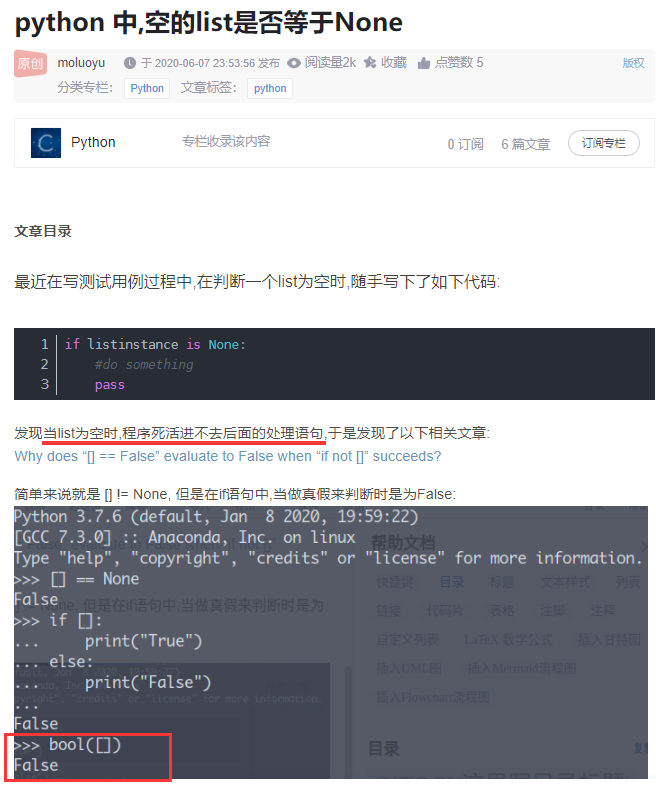 python 中,空的list是否等于None
原创 moluoyu 于 2020-06-07 23:53:56 发布 阅读量2k 收藏 点赞数 5 版权
分类专栏： Python 文章标签： python
Python 专栏收录该内容 0 订阅 6 篇文章 订阅专栏
文章目录
最近在写测试用例过程中,在判断一个list为空时,随手写下了如下代码:
1 if listinstance is None:
2 #do something
3 pass
发现当list为空时,程序死活进不去后面的处理语句,于是发现了以下相关文章:
Why does “[] == False” evaluate to False when “if not []” succeeds?
简单来说就是 [] != None, 但是在if语句中,当做真假来判断时是为False:
Python 3.7.6 (default, Jan  8 2020, 19:59:22)
[GCC 7.3.0] :: Anaconda, Inc. on linux
Type "help", "copyright", "credits" or "license" for more information.
>>> [] == None
False
>>> if []:
...     print("True")
... else:
...     print("False")
...
False
>>> bool([])
False
帮助文档
快捷键 目录 标题 文本样式 列表
链接 代码片 表格 注脚 注释
自定义列表 LaTeX 数学公式 插入甘特图
插入UML图 插入Mermaid流程图
插入Flowchart流程图
目录